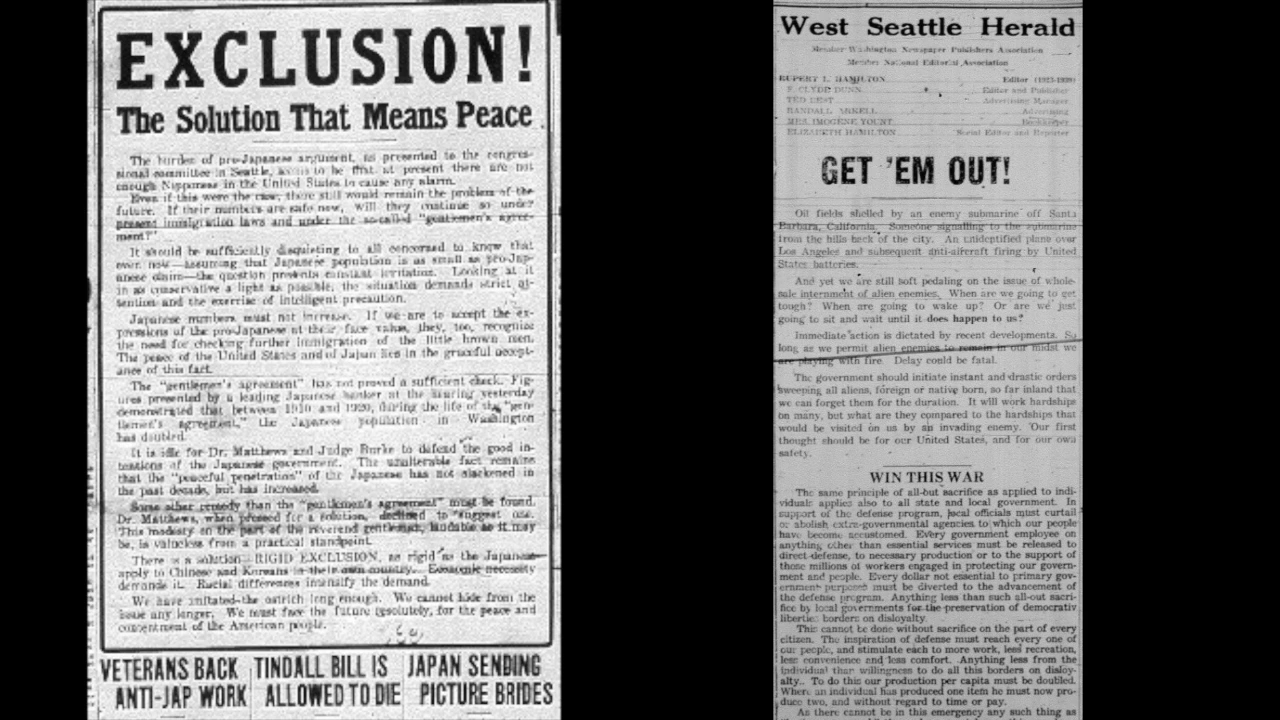 EXCLUSION!
The Solution That Means Peace
The burden of pro-Japanese argument, as presented to the congres-
sional committee in Seattle, seems to be that at present there are not
enough Nipponese in the United States to cause any alarm.
Even if this were the case, there still would remain the problem of the
future. If their numbers are safe now, will they continue so under
present immigration laws and under the so-called "gentlemen's agree-
ment?"
It should be sufficiently disquieting to all concerned to know that
even now—assuming that Japanese population is as small as pro-Jap-
anese claim—the question presents constant irritation. Looking at it
in as conservative a light as possible, the situation demands strict at-
tention and the exercise of intelligent precaution.
Japanese members must not increase. If we are to accept the ex-
pressions of the pro-Japanese at their face value, they, too, recognize
the need for checking further immigration of the little brown men.
The peace of the United States and of Japan lies in the graceful accept-
ance of this fact.
The "gentlemen's agreement" has not proved a sufficient check. Fig-
ures presented by a leading Japanese banker at the hearing yesterday
demonstrated that between 1910 and 1920, during the life of the "gen-
tlemen's agreement," the Japanese population in Washington
has doubled.
It is idle for Dr. Matthews and Judge Burke to defend the good in-
tentions of the Japanese government. The unalterable fact remains
that the "peaceful penetration" of the Japanese has not slackened in
the past decade, but has increased.
Some other remedy than the "gentlemen's agreement" must be found.
Dr. Matthews, when pressed for a solution, declined to "suggest one."
This modesty on the part of the reverend gentleman, laudable as it may
be, is valueless from a practical standpoint.
There is a solution—RIGID EXCLUSION, as rigid as the Japanese
apply to Chinese and Koreans in their own country. Economic necessity
demands it. Racial differences intensify the demand.
We have imitated the ostrich long enough. We cannot hide from the
issue any longer. We must face the future resolutely, for the peace and
contentment of the American people.
VETERANS BACK
ANTI-JAP WORK
TINDALL BILL IS
ALLOWED TO DIE
JAPAN SENDING
PICTURE BRIDES
West Seattle Herald
Member Washington Newspaper Publishers Association
Member National Editorial Association
RUPERT L. HAMILTON Editor (1923-1939)
F. CLYDE DUNN Editor and Publisher
TED BEST Advertising Manager
RANDALL Advertising
MRS. IMOGENE YOUNT Bookkeeper
ELIZABETH HAMILTON Social Editor and Reporter
GET 'EM OUT!
Oil fields shelled by an enemy submarine off Santa
Barbara, California. Someone signalling to the submarine
from the hills back of the city. An unidentified plane over
Los Angeles and subsequent anti-aircraft firing by United
States batteries.
And yet we are still soft pedaling on the issue of whole-
sale internment of alien enemies. When are we going to get
tough? When are going to wake up? Or are we just
going to sit and wait until it does happen to us?
Immediate action is dictated by recent developments. So
long as we permit alien enemies to remain in our midst we
are playing with fire. Delay could be fatal.
The government should initiate instant and drastic orders
sweeping all aliens, foreign or native born, so far inland that
we can forget them for the duration. It will work hardships
on many, but what are they compared to the hardships that
would be visited on us by an invading enemy. Our first
thought should be for our United States, and for our own
safety.
WIN THIS WAR
The same principle of all-but sacrifice as applied to indi-
viduals applies also to all state and local government. In
support of the defense program, local officials must curtail
or abolish extra-governmental agencies to which our people
have become accustomed. Every government employee on
anything other than essential services must be released to
direct defense, to necessary production or to the support of
those millions of workers engaged in protecting our govern-
ment and people. Every dollar not essential to primary gov-
ernment purposes must be diverted to the advancement of
the defense program. Anything less than such all-out sacri-
fice by local governments for the preservation of democrativ
liberties borders on disloyalty.
This cannot be done without sacrifice on the part of every
citizen. The inspiration of defense must reach every one of
our people, and stimulate each to more work, less recreation,
less convenience and less comfort. Anything less from the
individual than willingness to do all this borders on disloy-
alty. To do this our production per capita must be doubled.
Where an individual has produced one item he must now pro-
duce two, and without regard to time or pay.
As there cannot be in this emergency any such thing as